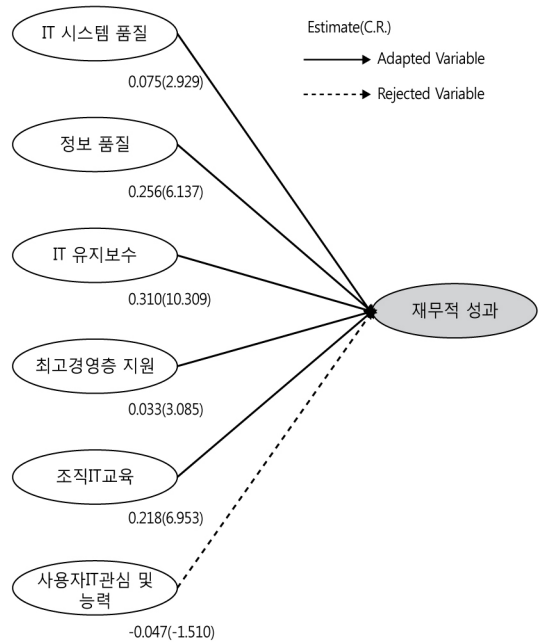 IT 시스템 품질
0.075(2.929)
정보 품질
0.256(6.137)
IT 유지보수
0.310(10.309)
최고경영층 지원
0.033(3.085)
조직IT교육
0.218(6.953)
사용자IT관심 및
능력
-0.047(-1.510)
Estimate(C.R.)
Adapted Variable
Rejected Variable
재무적 성과